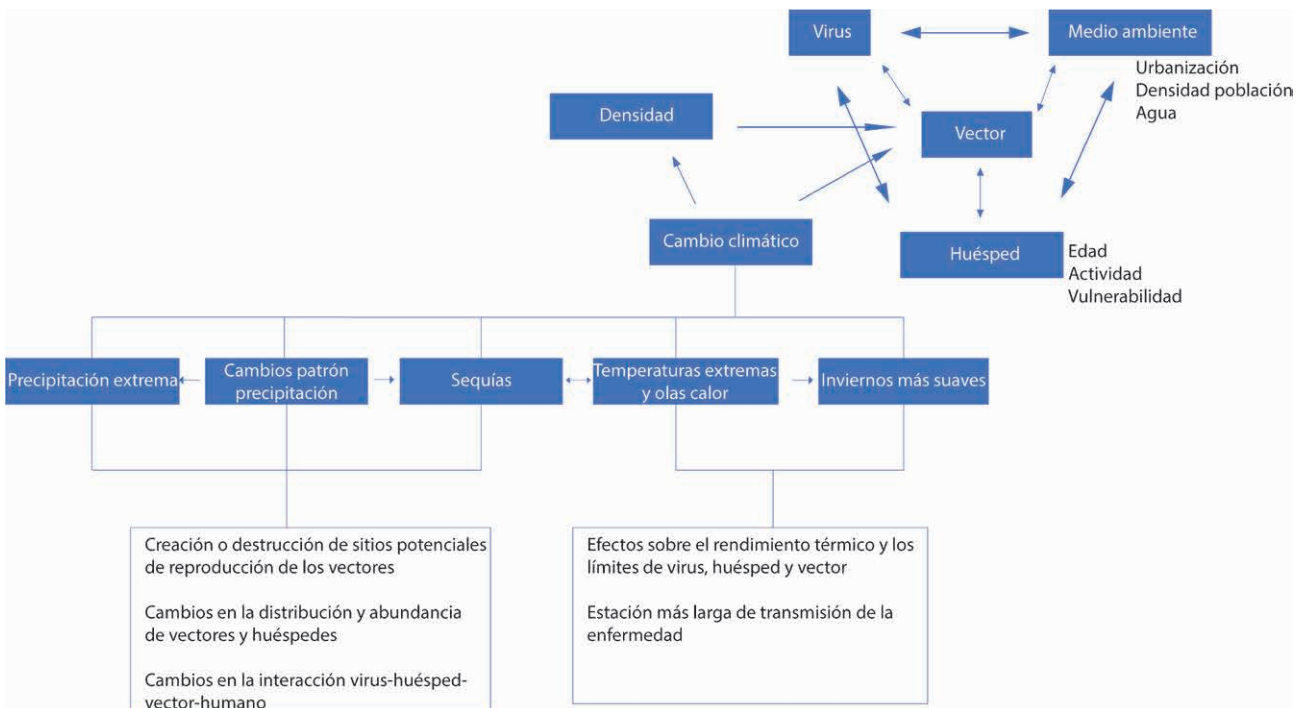 Virus
Medio ambiente
Urbanización
Densidad población
Agua
Densidad
Vector
Cambio climático
Huésped
Edad
Actividad
Vulnerabilidad
Precipitación extrema
Cambios patrón
precipitación
Sequías
Temperaturas extremas
y olas calor
Inviernos más suaves
Creación o destrucción de sitios potenciales
de reproducción de los vectores
Cambios en la distribución y abundancia
de vectores y huéspedes
Cambios en la interacción virus-huésped-
vector-humano
Efectos sobre el rendimiento térmico y los
límites de virus, huésped y vector
Estación más larga de transmisión de la
enfermedad